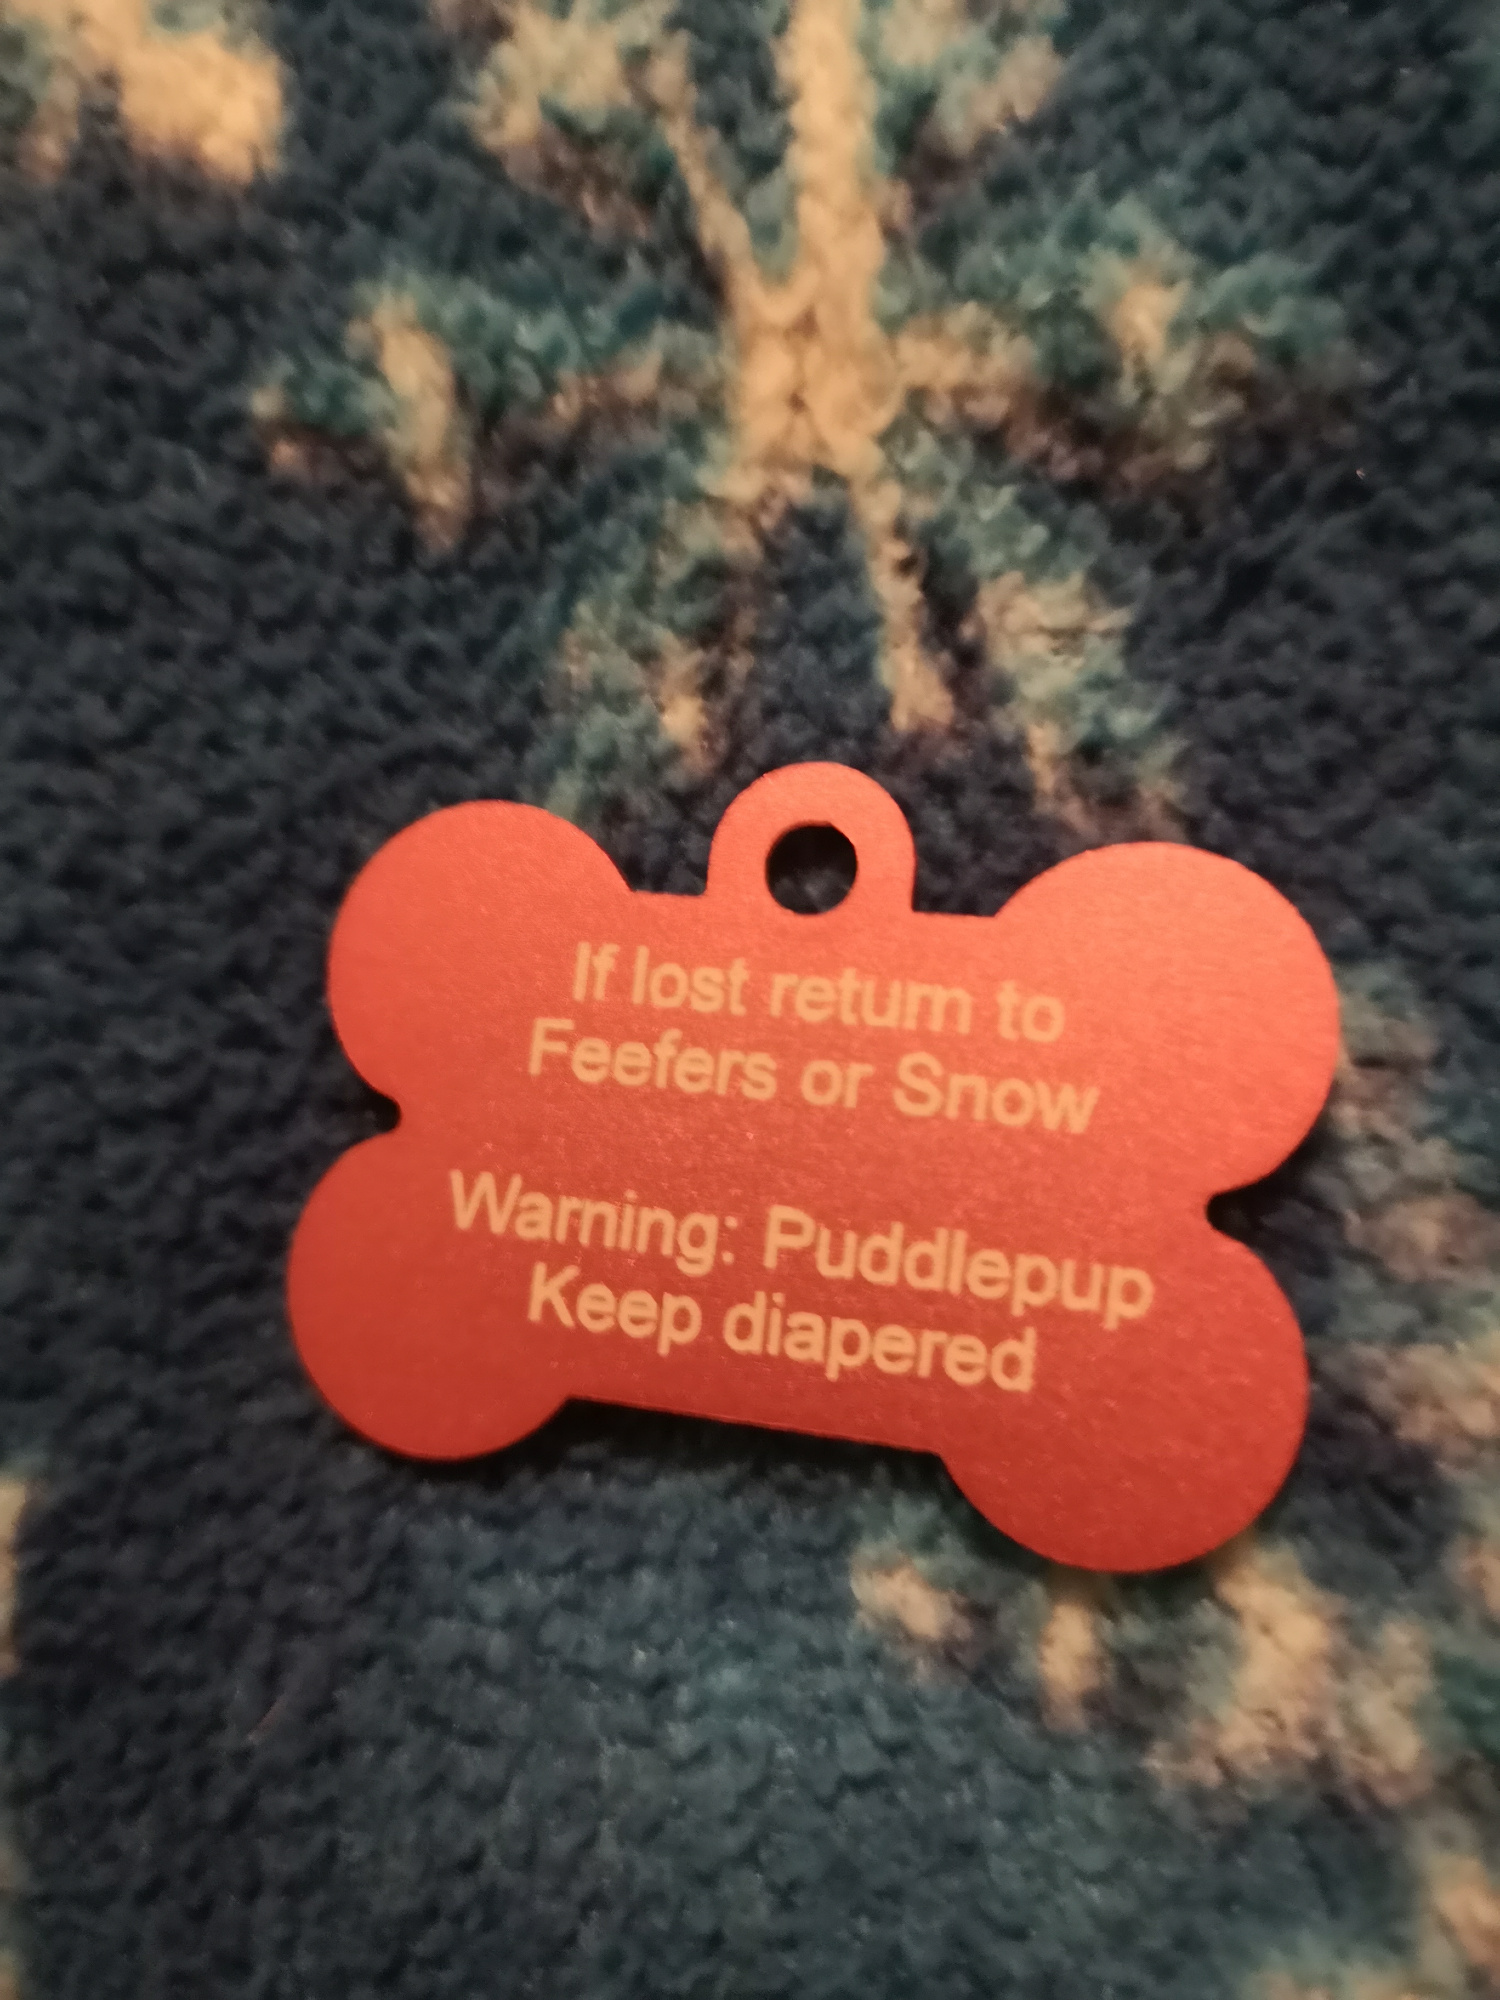 If lost return to
Feefers or Snow
Warning: Puddlepup
Keep diapered